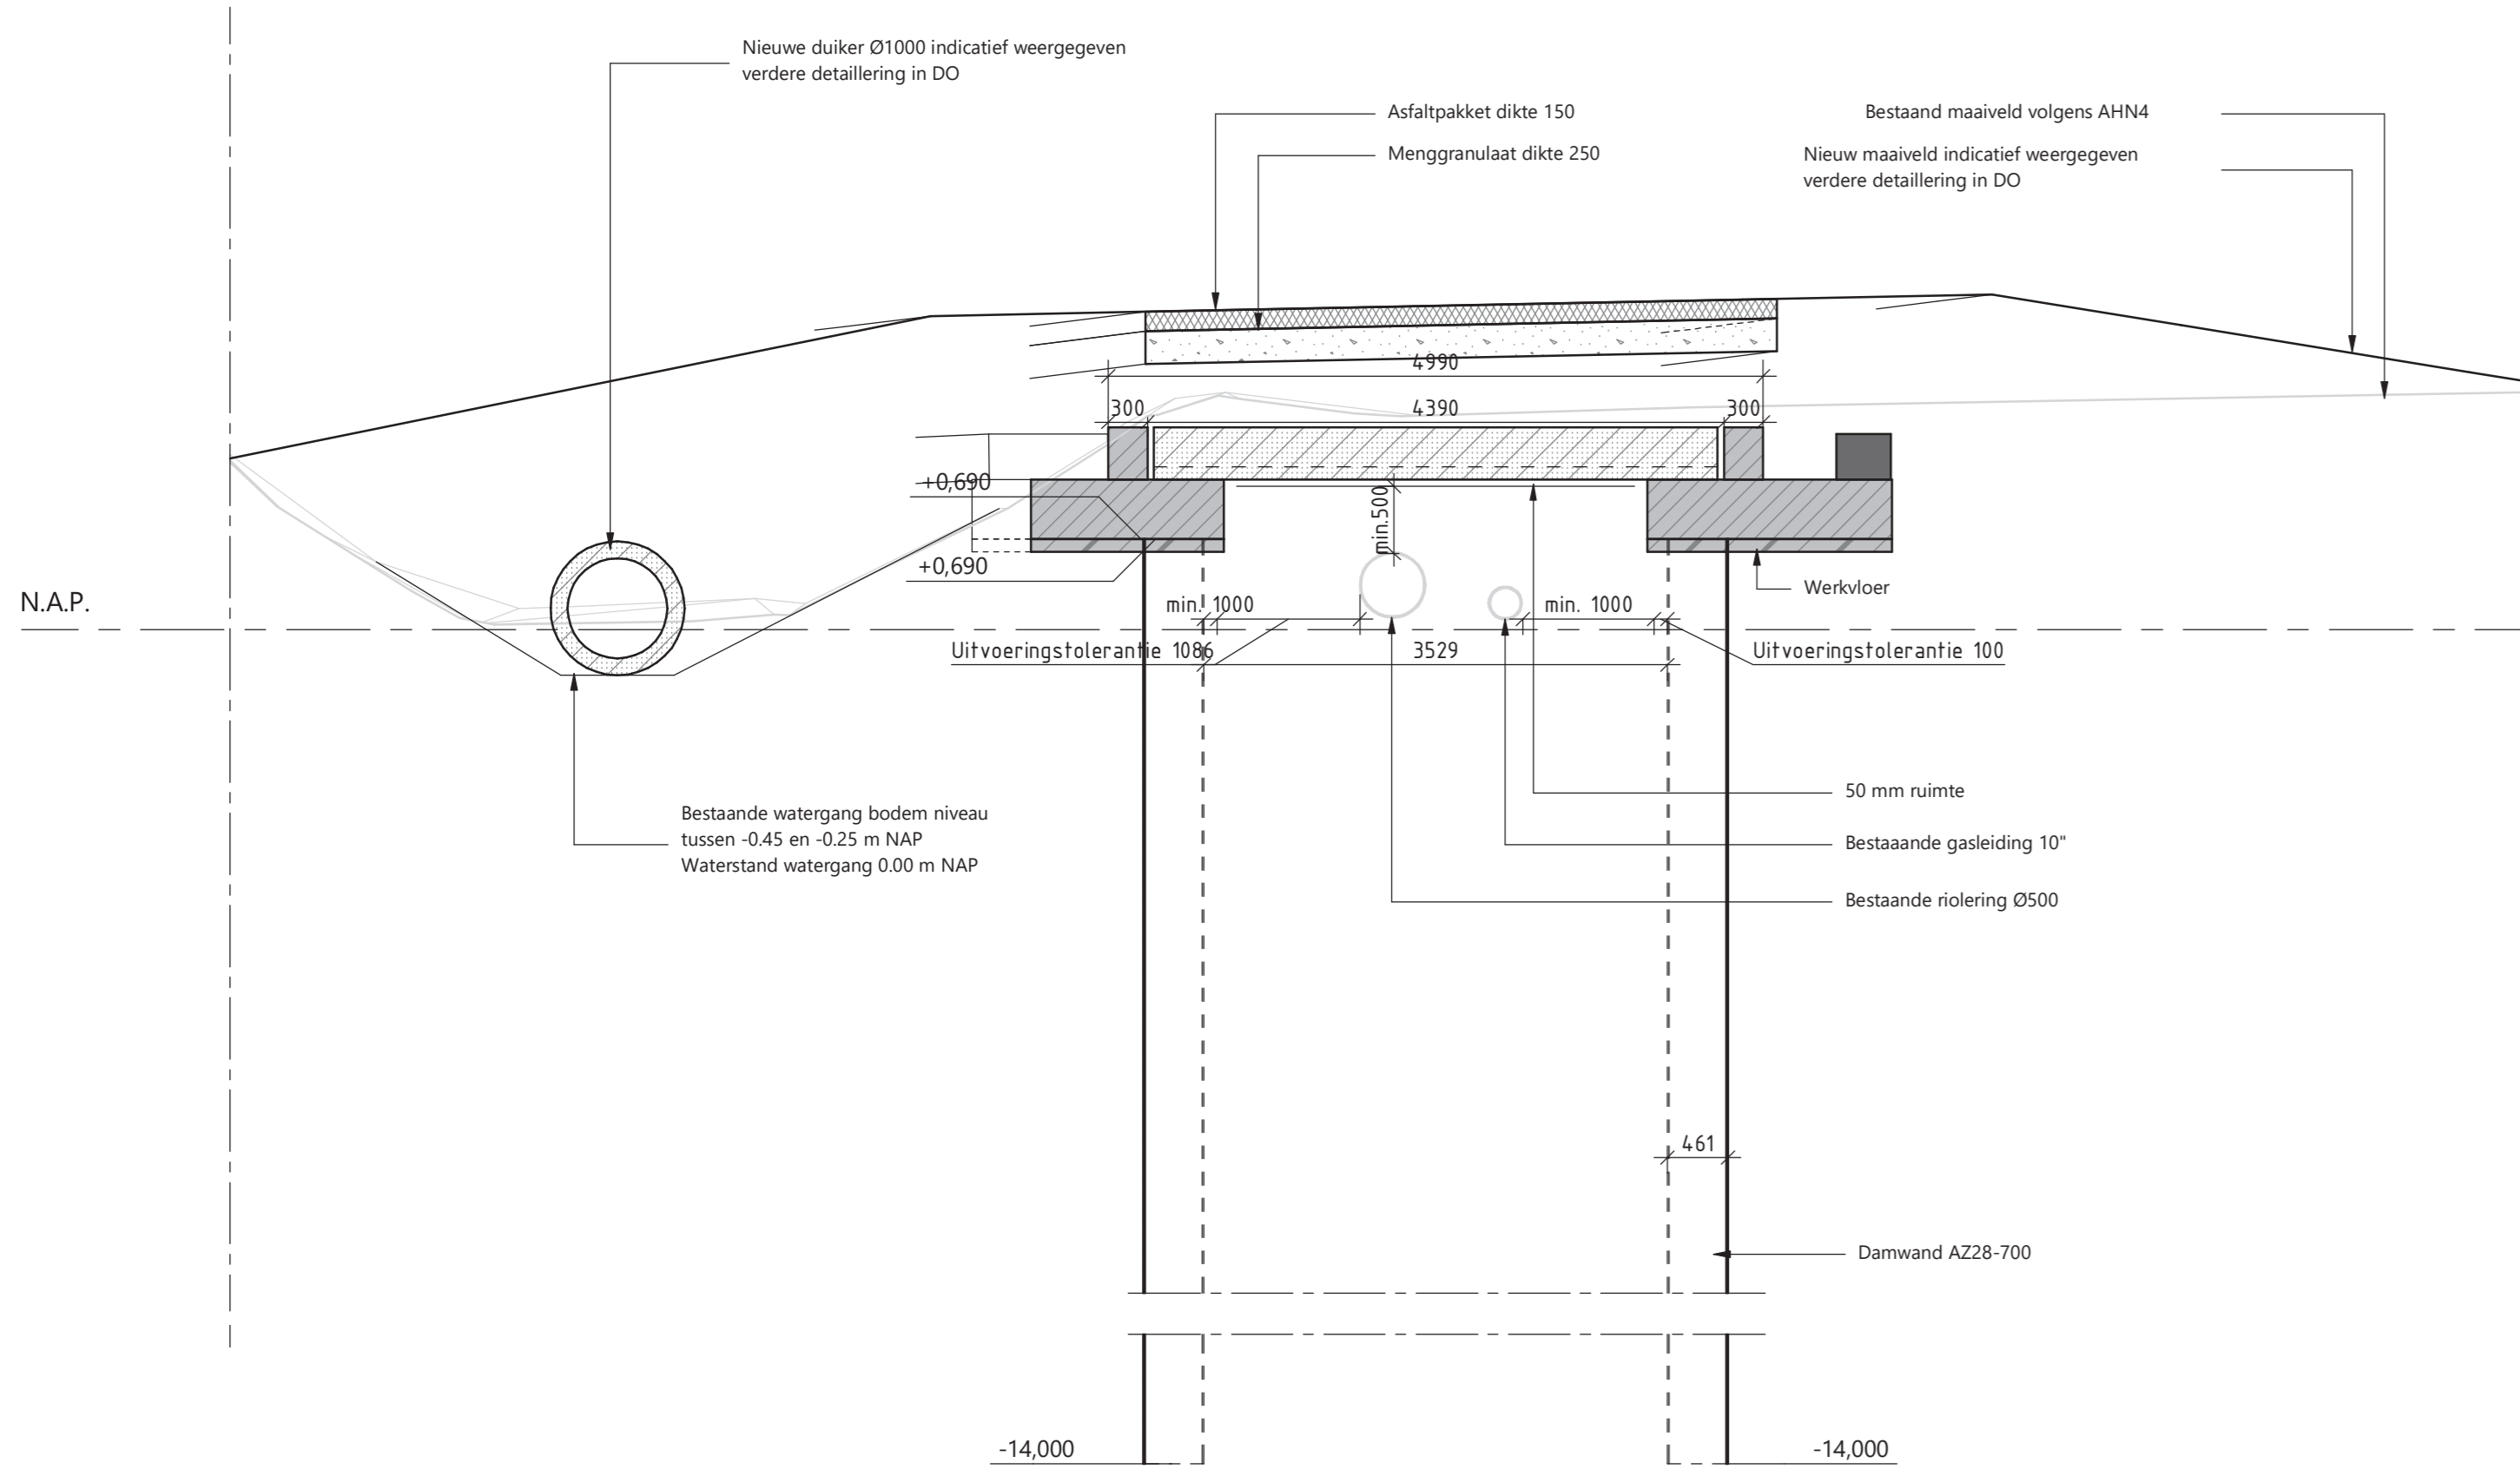 Nieuwe duiker Ø1000 indicatief weergegeven
verdere detaillering in DO
Asfaltpakket dikte 150
Menggranulaat dikte 250
Bestaand maaiveld volgens AHN4
Nieuw maaiveld indicatief weergegeven
verdere detaillering in DO
4990
300
4390
300
+0,690
min.500
+0,690
Werkvloer
N.A.P.
min. 1000
min. 1000
Uitvoeringstolerantie 1086
3529
Uitvoeringstolerantie 100
50 mm ruimte
Bestaande watergang bodem niveau
tussen -0.45 en -0.25 m NAP
Waterstand watergang 0.00 m NAP
Bestaaande gasleiding 10"
Bestaande riolering Ø500
461
Damwand AZ28-700
-14,000
-14,000